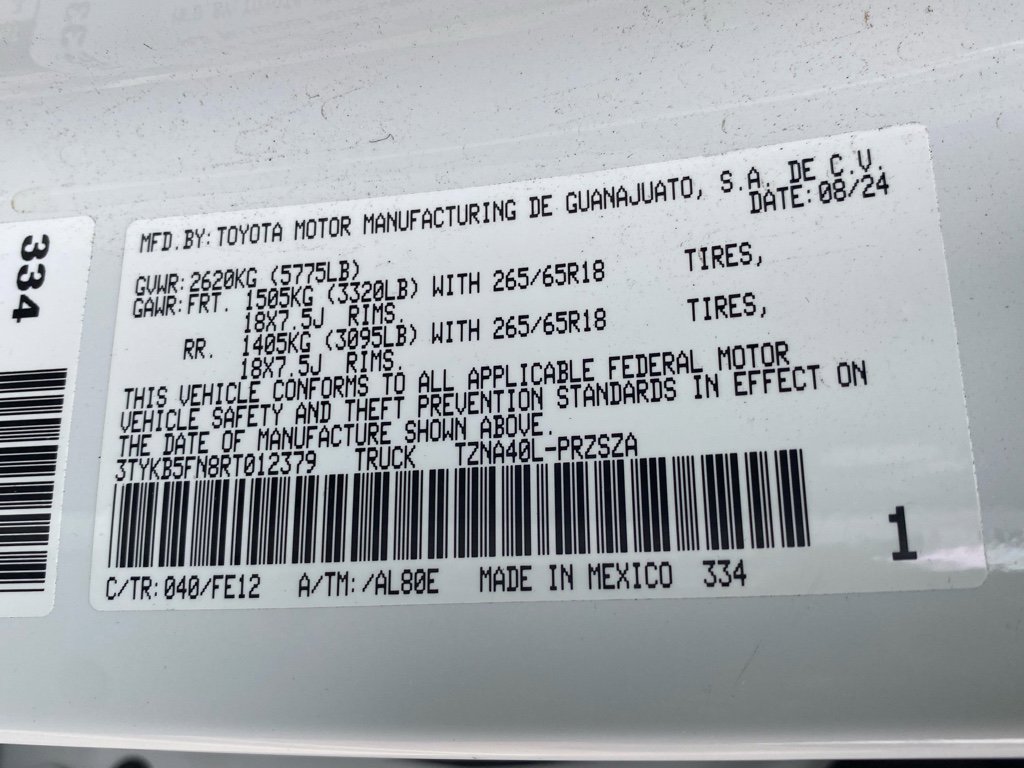 334
MFD.BY:TOYOTA MOTOR MANUFACTURING DE GUANAJUATO, S.A. DE C.V.
DATE:08/24
GVWR:2620KG (5775LB)
GAWR:FRT. 1505KG (3320LB) WITH 265/65R18 TIRES,
18X7.5J RIMS.
RR. 1405KG (3095LB) WITH 265/65R18 TIRES,
18X7.5J RIMS.
THIS VEHICLE CONFORMS TO ALL APPLICABLE FEDERAL MOTOR
VEHICLE SAFETY AND THEFT PREVENTION STANDARDS IN EFFECT ON
THE DATE OF MANUFACTURE SHOWN ABOVE.
3TYKB5FN8RT012379 TRUCK TZNA40L-PRZSZA
1
C/TR:040/FE12 A/TM:/AL80E MADE IN MEXICO 334